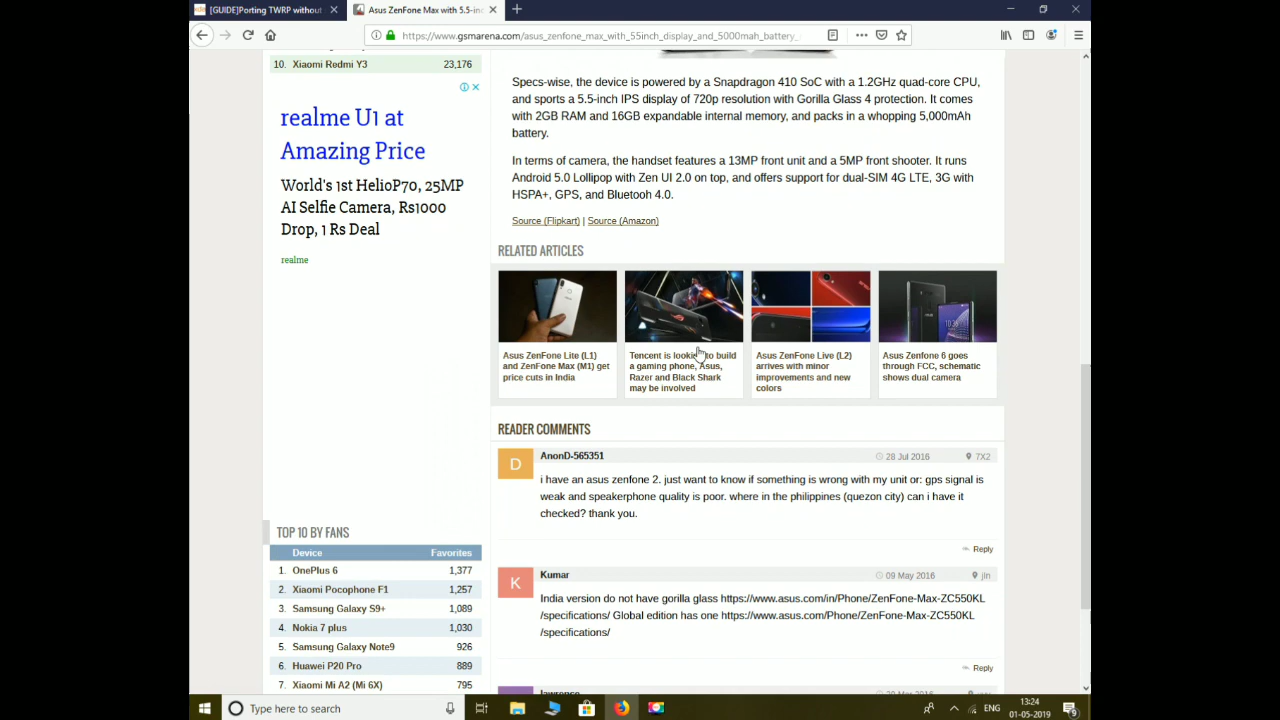 [GUIDE]Porting TWRP without
Asus ZenFone Max with 5.5-in
https://www.gsmarena.com/asus_zenfone_max_with_55inch_display_and_5000mah_battery_
10. Xiaomi Redmi Y3 23,176
realme U1 at
Amazing Price
World's 1st HelioP70, 25MP
AI Selfie Camera, Rs1000
Drop, 1 Rs Deal
realme
TOP 10 BY FANS
Device Favorites
1. OnePlus 6 1,377
2. Xiaomi Pocophone F1 1,257
3. Samsung Galaxy S9+ 1,089
4. Nokia 7 plus 1,030
5. Samsung Galaxy Note9 926
6. Huawei P20 Pro 889
7. Xiaomi Mi A2 (Mi 6X) 795
Specs-wise, the device is powered by a Snapdragon 410 SoC with a 1.2GHz quad-core CPU,
and sports a 5.5-inch IPS display of 720p resolution with Gorilla Glass 4 protection. It comes
with 2GB RAM and 16GB expandable internal memory, and packs in a whopping 5,000mAh
battery.
In terms of camera, the handset features a 13MP front unit and a 5MP front shooter. It runs
Android 5.0 Lollipop with Zen UI 2.0 on top, and offers support for dual-SIM 4G LTE, 3G with
HSPA+, GPS, and Bluetooh 4.0.
Source (Flipkart) | Source (Amazon)
RELATED ARTICLES
Asus ZenFone Lite (L1)
and ZenFone Max (M1) get
price cuts in India
Tencent is looking to build
a gaming phone, Asus,
Razer and Black Shark
may be involved
Asus ZenFone Live (L2)
arrives with minor
improvements and new
colors
Asus Zenfone 6 goes
through FCC, schematic
shows dual camera
READER COMMENTS
D
AnonD-565351 28 Jul 2016 7X2
i have an asus zenfone 2. just want to know if something is wrong with my unit or: gps signal is
weak and speakerphone quality is poor. where in the philippines (quezon city) can i have it
checked? thank you.
Reply
K
Kumar 09 May 2016 jIn
India version do not have gorilla glass https://www.asus.com/in/Phone/ZenFone-Max-ZC550KL
/specifications/ Global edition has one https://www.asus.com/Phone/ZenFone-Max-ZC550KL
/specifications/
Reply
lawrence
Type here to search
ENG
13:24
01-05-2019
9